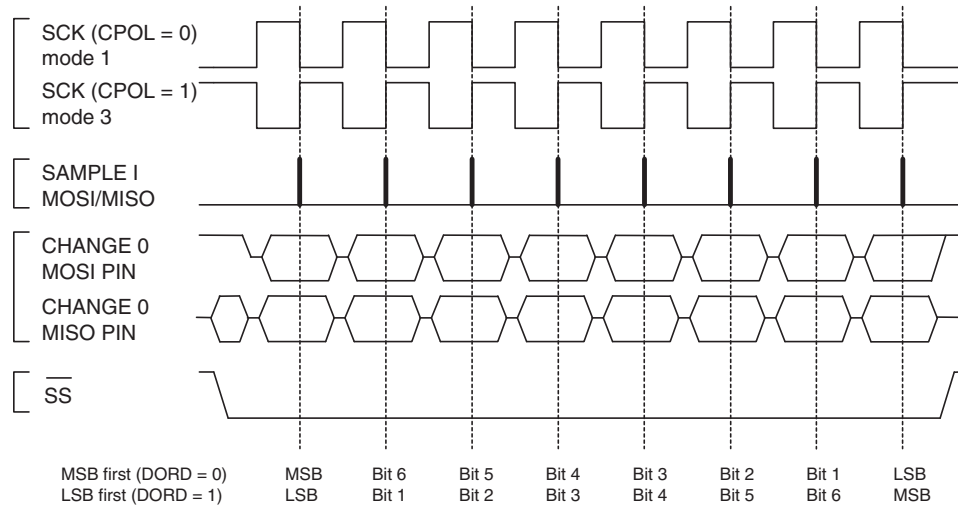 SCK (CPOL = 0)
mode 1
SCK (CPOL = 1)
mode 3
SAMPLE I
MOSI/MISO
CHANGE 0
MOSI PIN
CHANGE 0
MISO PIN
SS
MSB first (DORD = 0) MSB Bit 6 Bit 5 Bit 4 Bit 3 Bit 2 Bit 1 LSB
LSB first (DORD = 1) LSB Bit 1 Bit 2 Bit 3 Bit 4 Bit 5 Bit 6 MSB